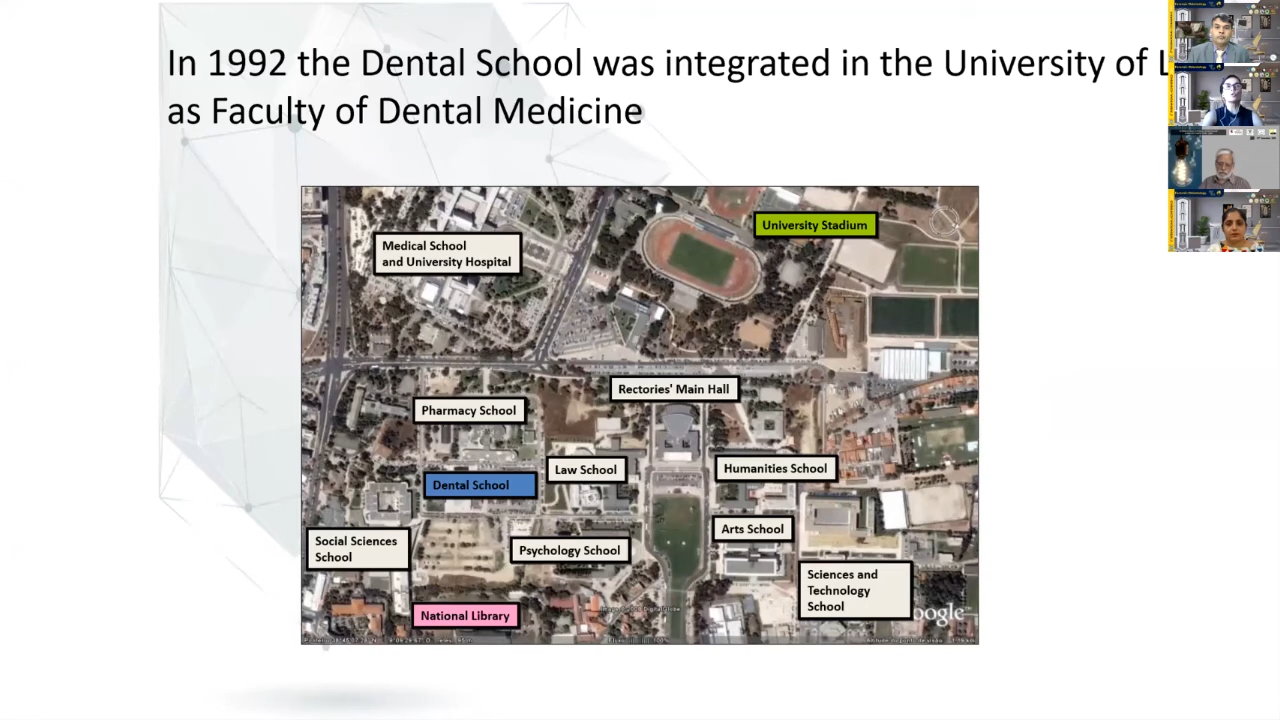 In 1992 the Dental School was integrated in the University of L
as Faculty of Dental Medicine
University Stadium
Medical School
and University Hospital
Rectories' Main Hall
Pharmacy School
Law School
Humanities School
Dental School
Arts School
Social Sciences
School
Psychology School
Sciences and
Technology
School
National Library
oogle